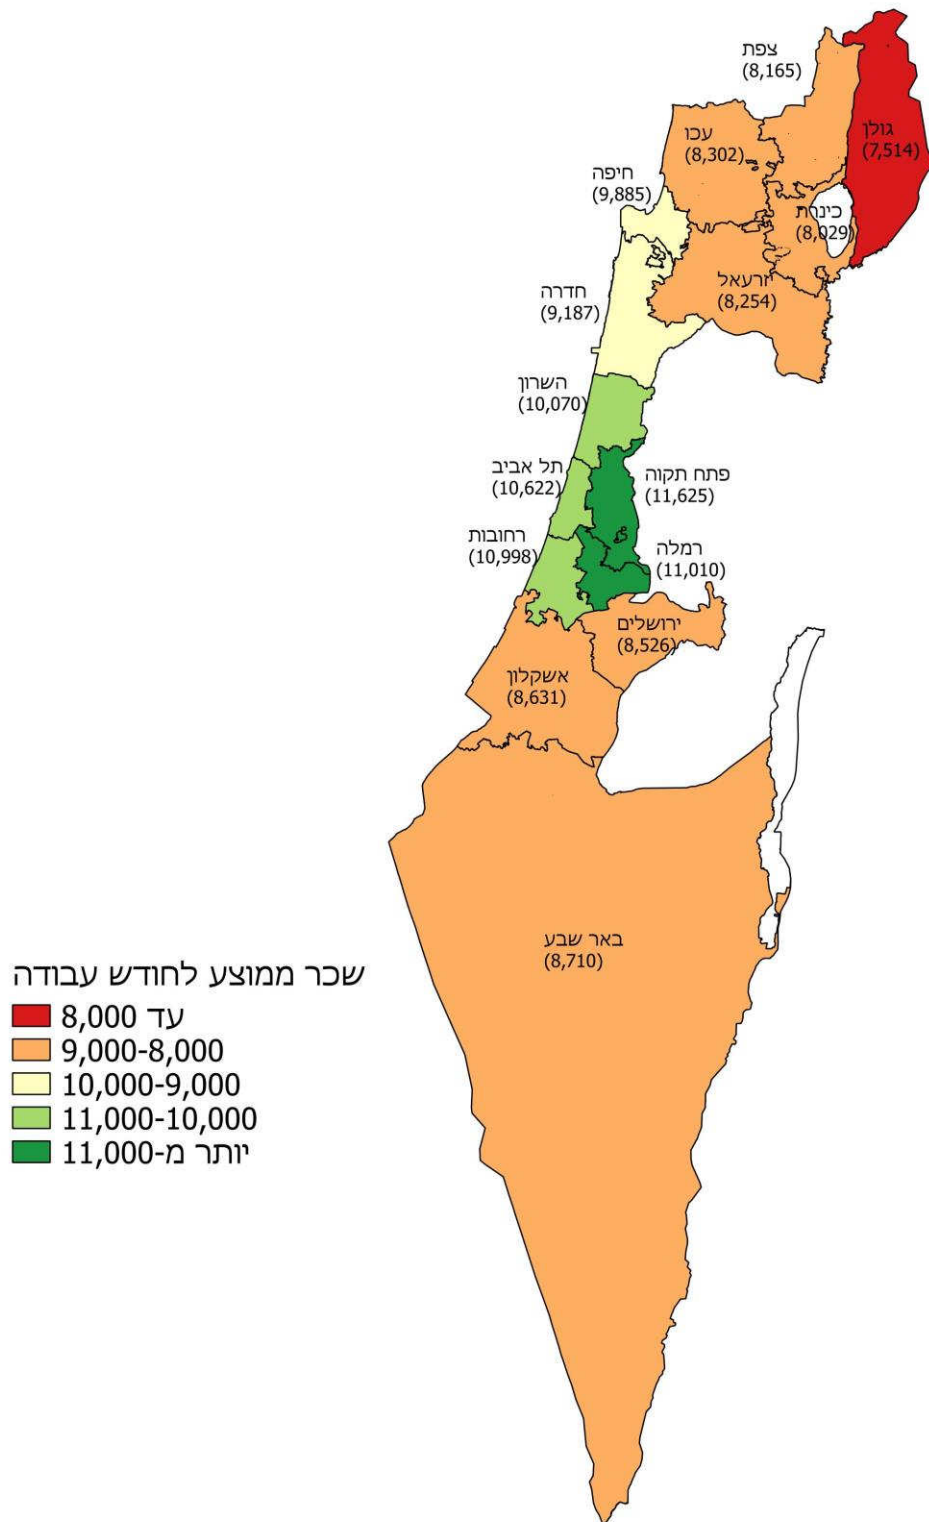 צפת
(8,165)
גולן
(7,514)
עכו
(8,302)
חיפה
(9,885)
כינרת
(8,029)
יזרעאל
(8,254)
חדרה
(9,187)
השרון
(10,070)
תל אביב
(10,622)
פתח תקוה
(11,625)
רחובות
(10,998)
רמלה
(11,010)
ירושלים
(8,526)
אשקלון
(8,631)
באר שבע
(8,710)
שכר ממוצע לחודש עבודה
עד 8,000
9,000-8,000
10,000-9,000
11,000-10,000
יותר מ-11,000